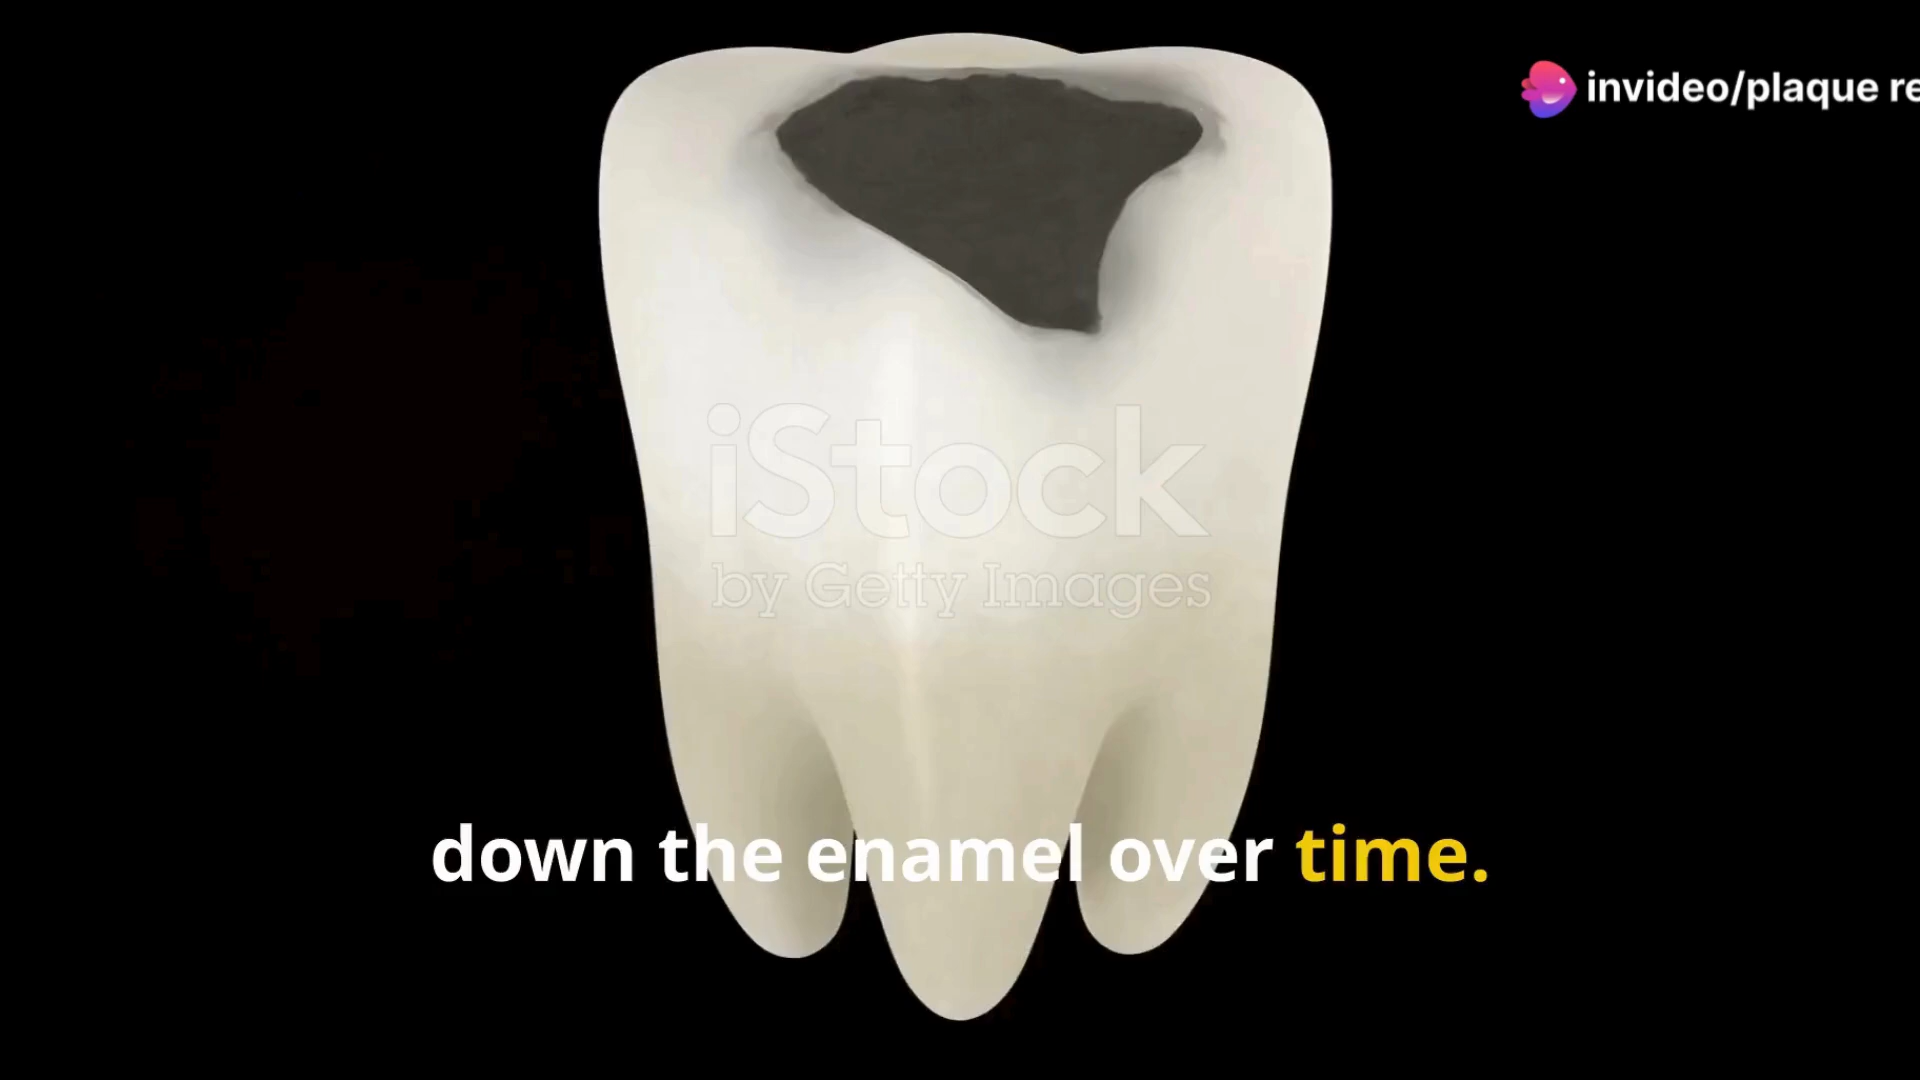 invideo/plaque re
iStock
by Getty Images
down the enamel over time.